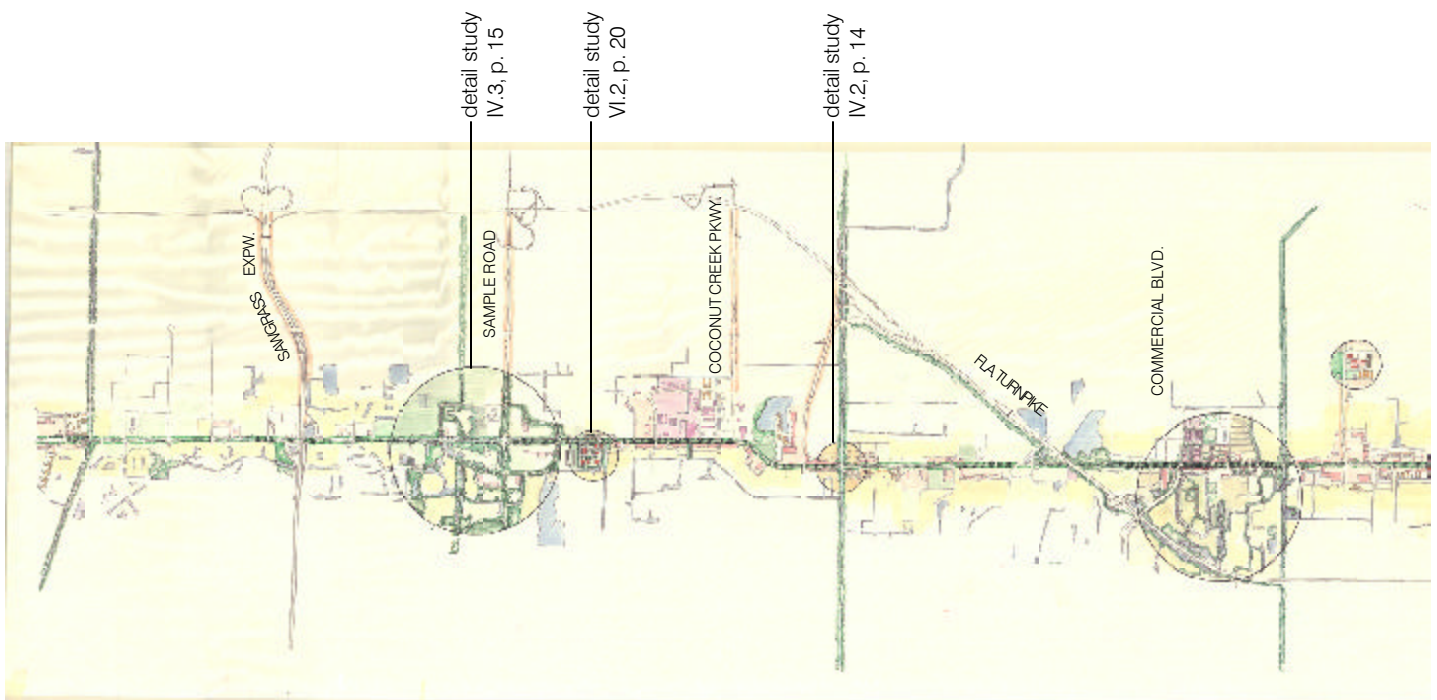 detail study
IV.3, p. 15
detail study
VI.2, p. 20
detail study
IV.2, p. 14
SAWGRASS EXPW.
SAMPLE ROAD
COCONUT CREEK PKWY.
FLA TURNPIKE
COMMERCIAL BLVD.